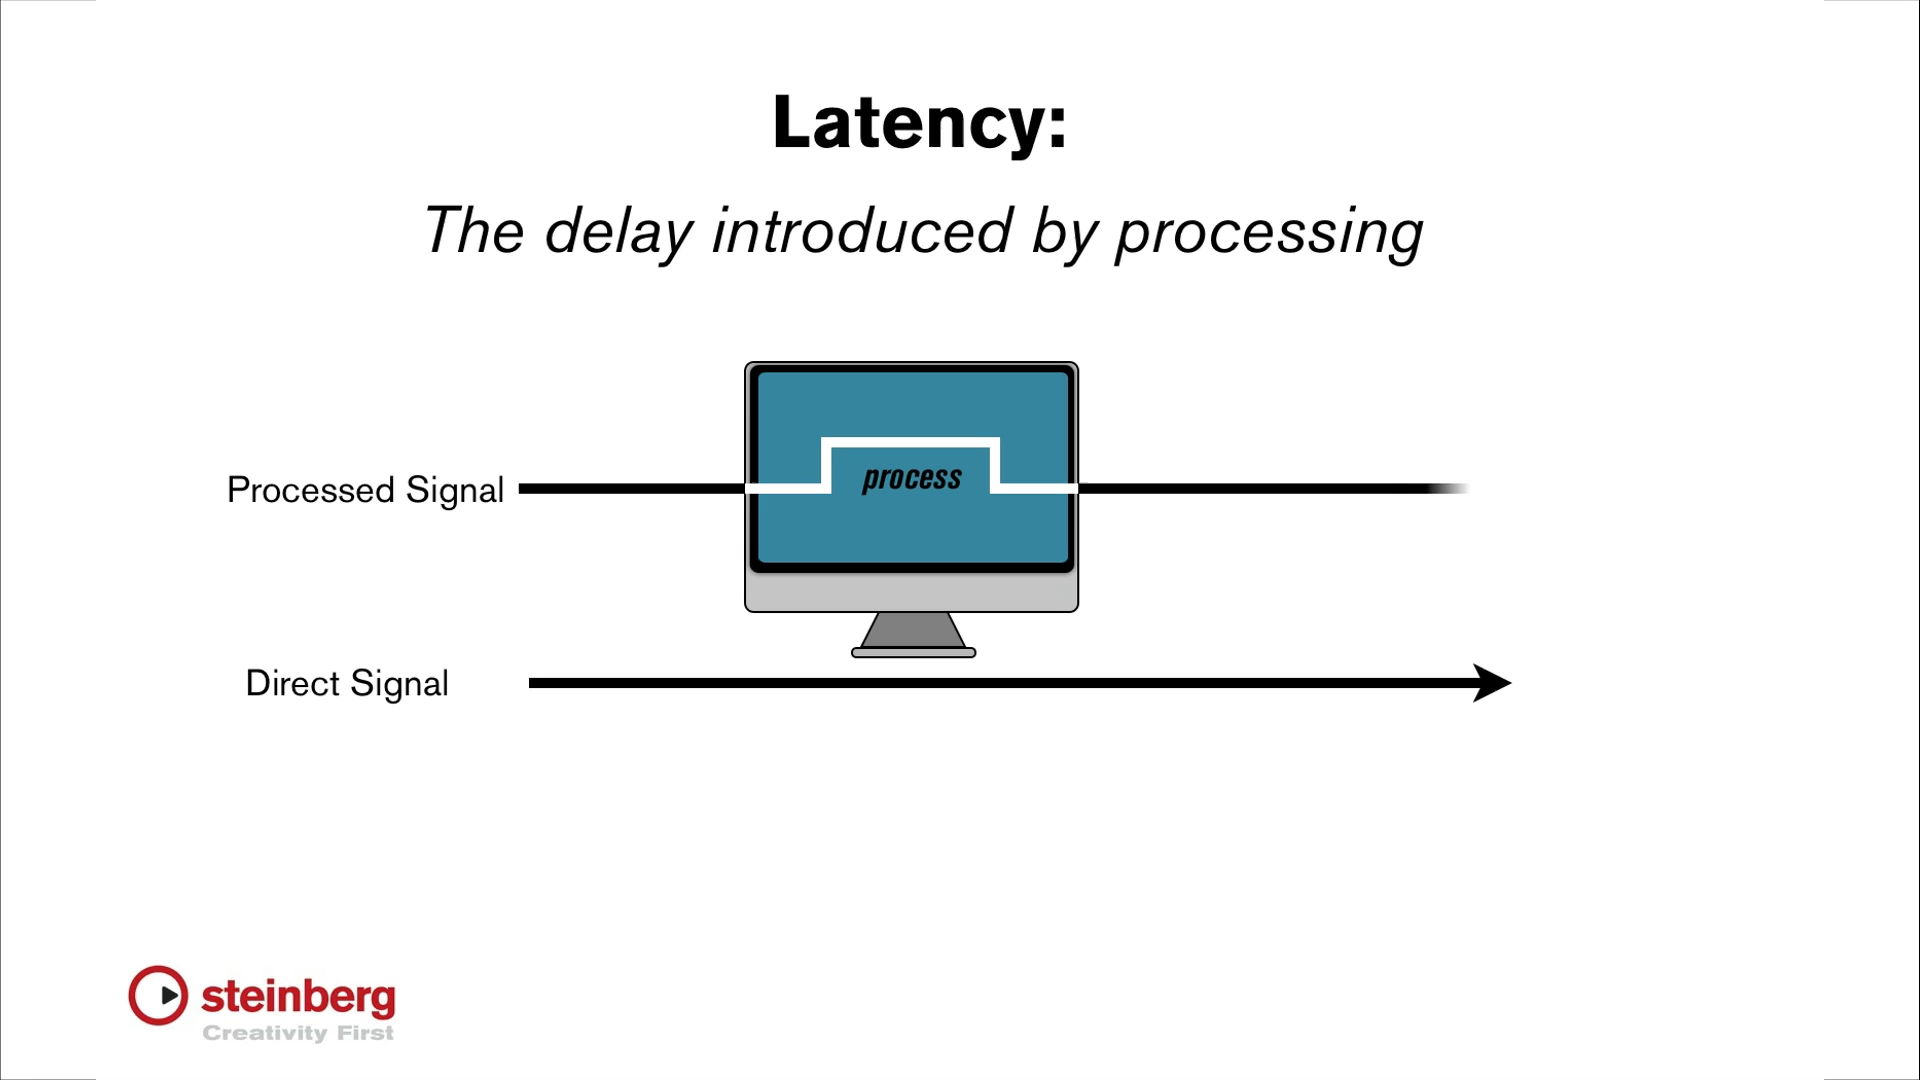 Latency:
The delay introduced by processing
process
Processed Signal
Direct Signal
steinberg
Creativity First